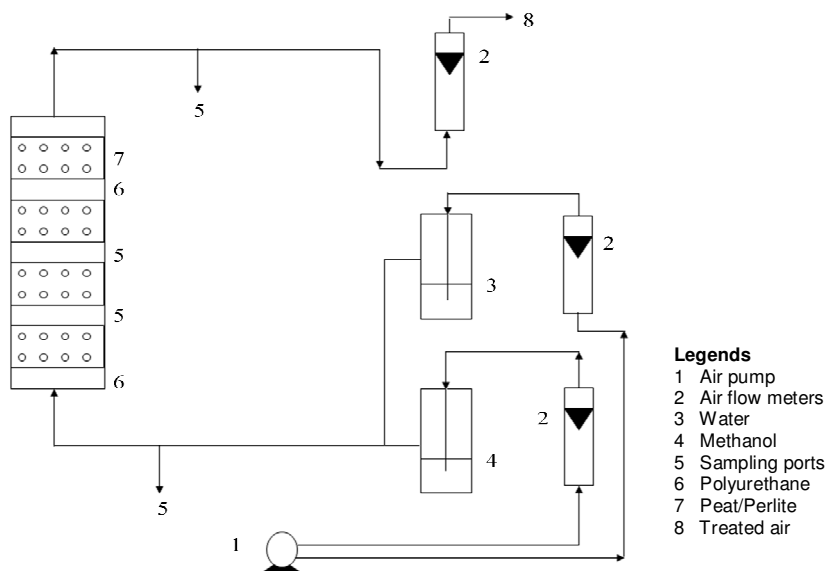 8
2
5
7
6
5
5
6
3
2
4
2
5
1
Legends
1 Air pump
2 Air flow meters
3 Water
4 Methanol
5 Sampling ports
6 Polyurethane
7 Peat/Perlite
8 Treated air